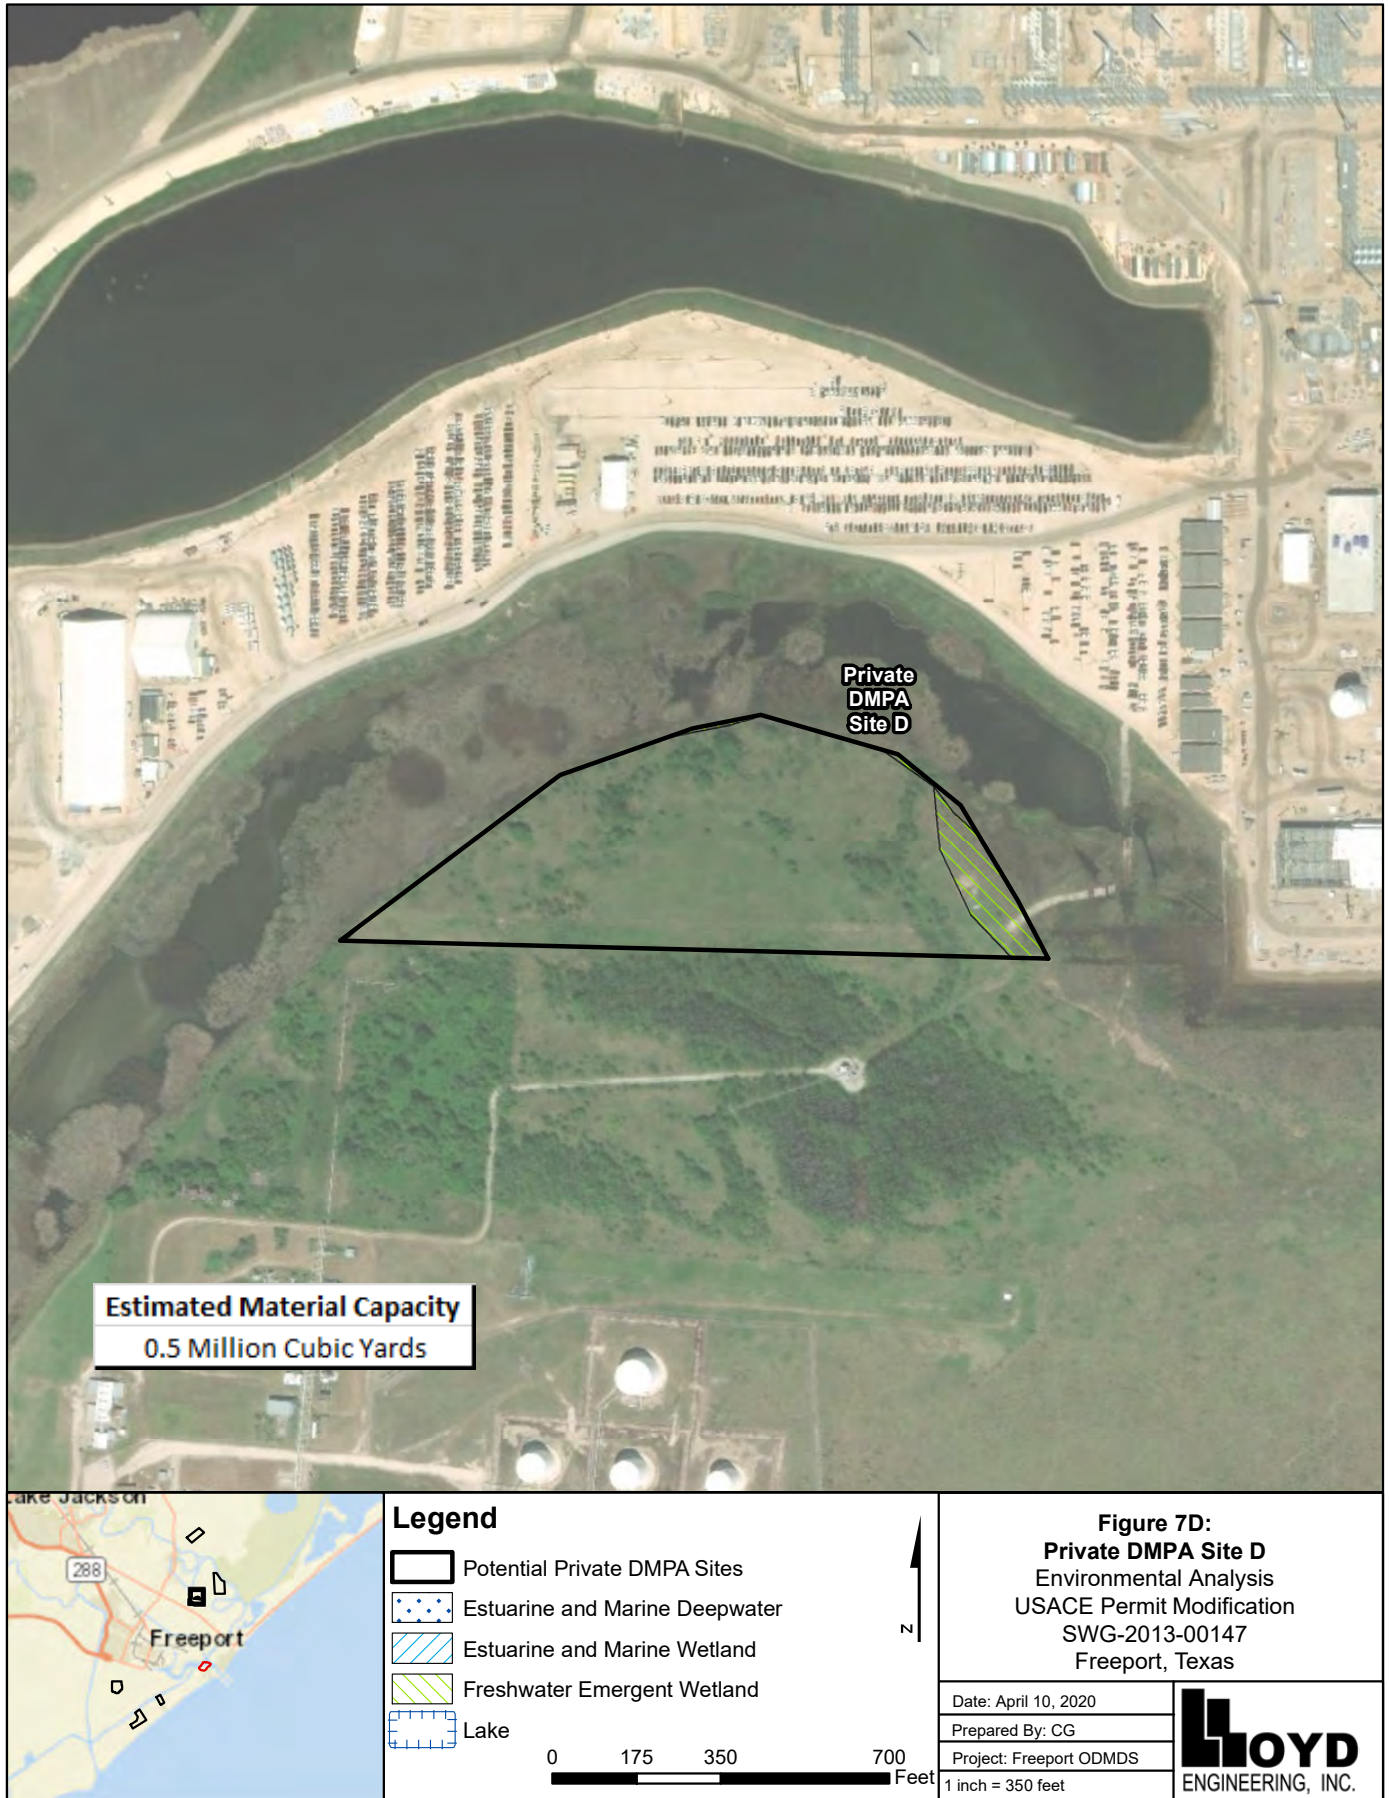 Private
DMPA
Site D
Estimated Material Capacity
0.5 Million Cubic Yards
Lake Jackson
288
Freeport
Legend
Potential Private DMPA Sites
Estuarine and Marine Deepwater
Estuarine and Marine Wetland
Freshwater Emergent Wetland
Lake
N
0 175 350 700
Feet
Figure 7D:
Private DMPA Site D
Environmental Analysis
USACE Permit Modification
SWG-2013-00147
Freeport, Texas
Date: April 10, 2020
Prepared By: CG
Project: Freeport ODMDS
1 inch = 350 feet
LLOYD
ENGINEERING, INC.